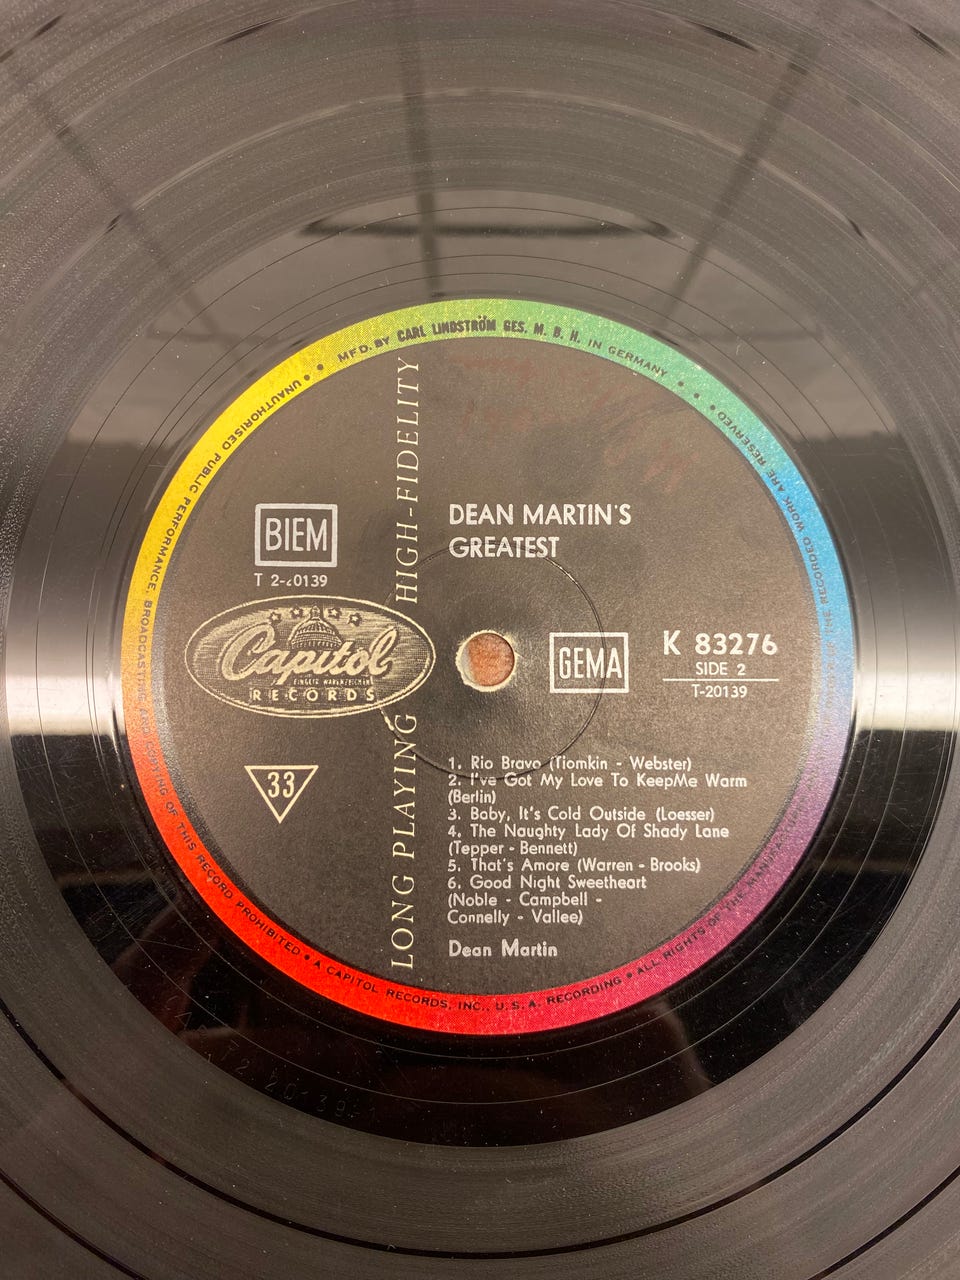 MFD. BY CARL LINDSTRÖM GES. M. B. H. IN GERMANY
ALL RIGHTS OF THE MANUFACTURER AND OF THE RECORDED WORK ARE RESERVED
UNAUTHORISED PUBLIC PERFORMANCE, BROADCASTING AND COPYING OF THIS RECORD PROHIBITED • A CAPITOL RECORDS, INC., U. S. A. RECORDING
LONG PLAYING HIGH-FIDELITY
BIEM
T 2-20139
Capitol
EINGETR WARENZEICHEN
RECORDS
33
DEAN MARTIN'S
GREATEST
GEMA
K 83276
SIDE 2
T-20139
1. Rio Bravo (Tiomkin - Webster)
2. I've Got My Love To KeepMe Warm
(Berlin)
3. Baby, It's Cold Outside (Loesser)
4. The Naughty Lady Of Shady Lane
(Tepper - Bennett)
5. That's Amore (Warren - Brooks)
6. Good Night Sweetheart
(Noble - Campbell -
Connelly - Vallee)
Dean Martin